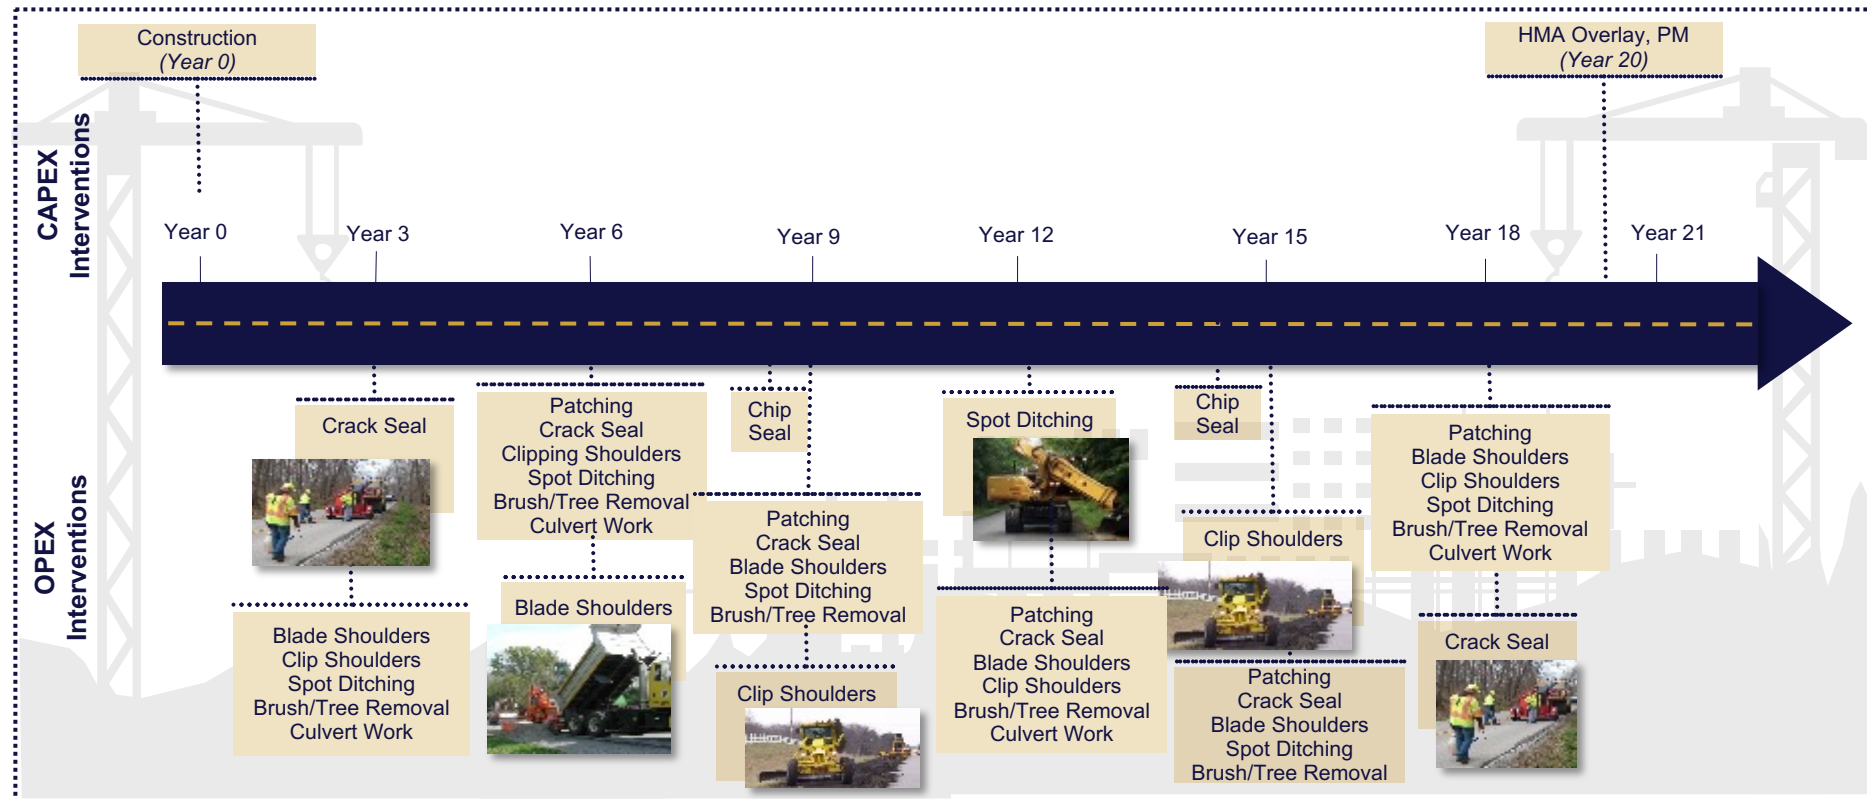 Construction
(Year 0)
HMA Overlay, PM
(Year 20)
CAPEX
Interventions
Year 0
Year 3
Year 6
Year 9
Year 12
Year 15
Year 18
Year 21
OPEX
Interventions
Crack Seal
Blade Shoulders
Clip Shoulders
Spot Ditching
Brush/Tree Removal
Culvert Work
Patching
Crack Seal
Clipping Shoulders
Spot Ditching
Brush/Tree Removal
Culvert Work
Blade Shoulders
Chip
Seal
Patching
Crack Seal
Blade Shoulders
Spot Ditching
Brush/Tree Removal
Clip Shoulders
Spot Ditching
Patching
Crack Seal
Blade Shoulders
Clip Shoulders
Brush/Tree Removal
Culvert Work
Chip
Seal
Clip Shoulders
Patching
Crack Seal
Blade Shoulders
Spot Ditching
Brush/Tree Removal
Patching
Blade Shoulders
Clip Shoulders
Spot Ditching
Brush/Tree Removal
Culvert Work
Crack Seal